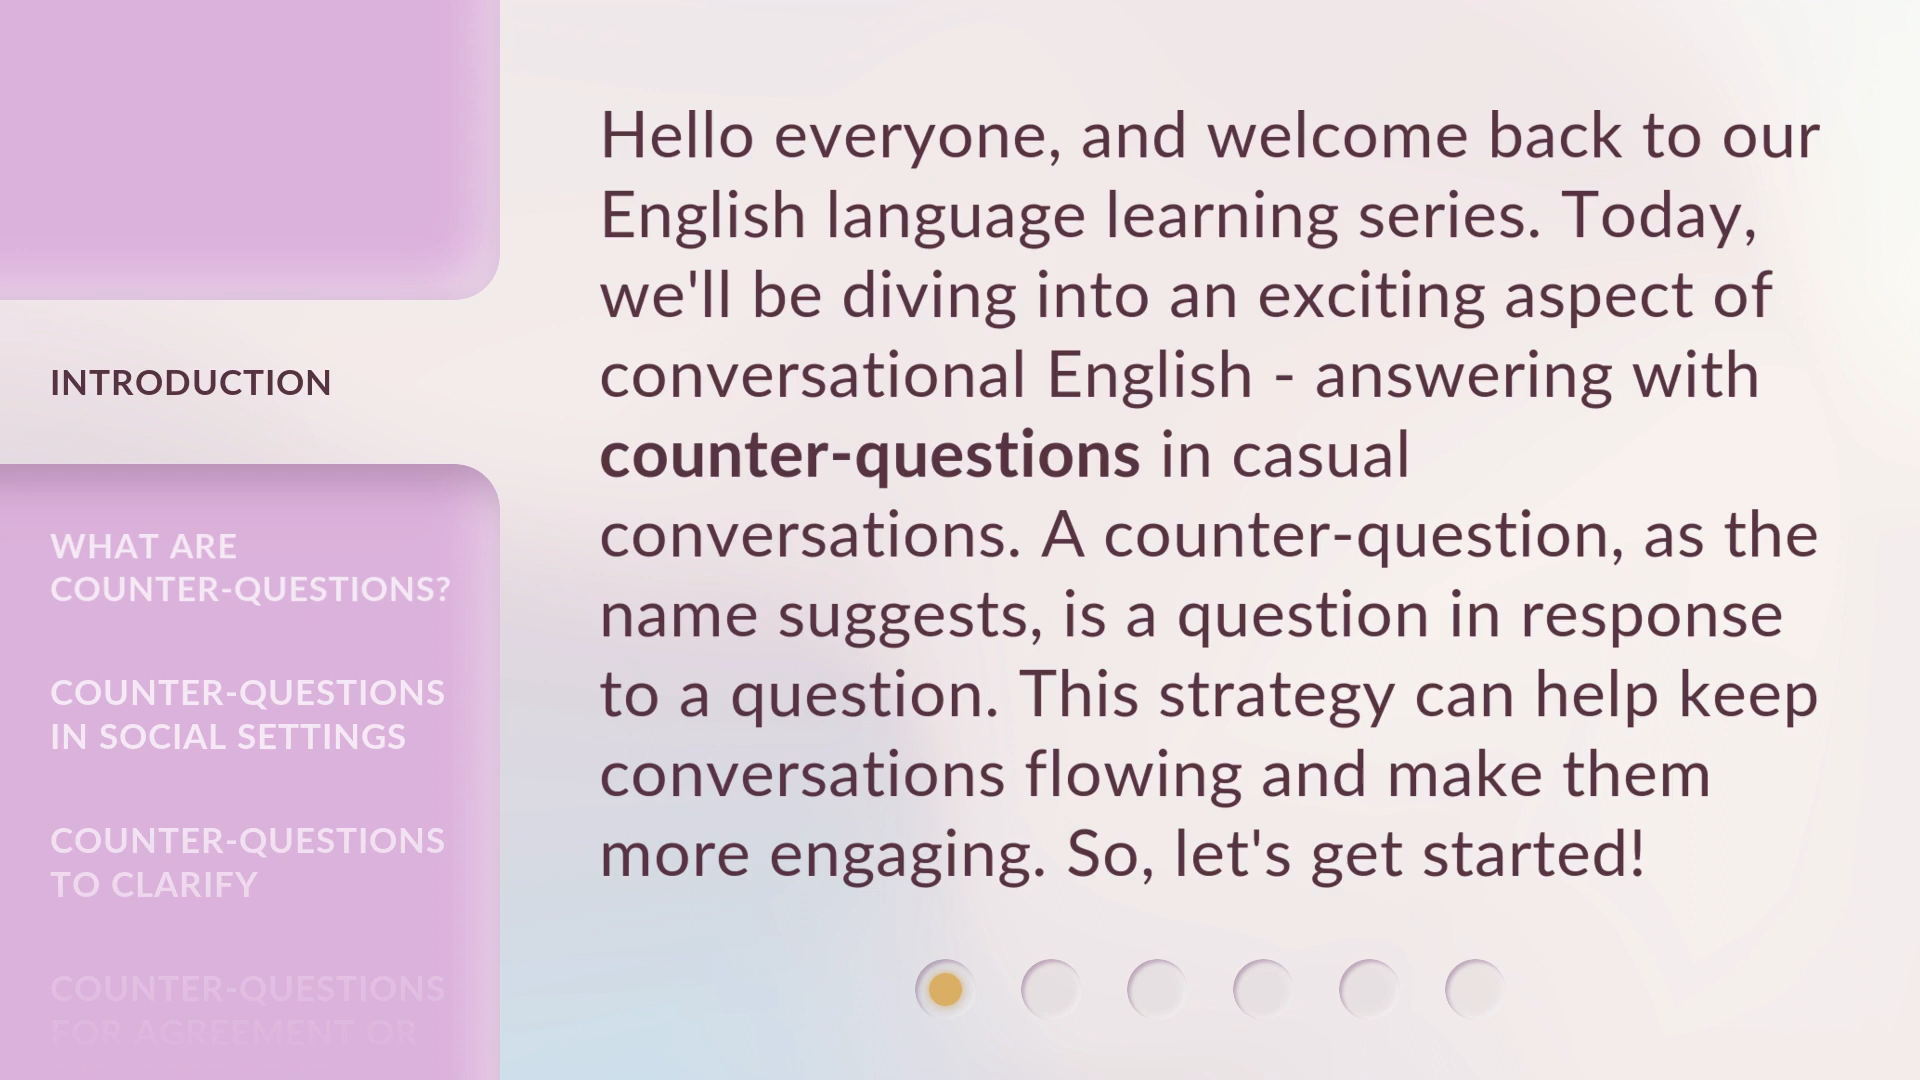 INTRODUCTION
WHAT ARE
COUNTER-QUESTIONS?
COUNTER-QUESTIONS
IN SOCIAL SETTINGS
COUNTER-QUESTIONS
TO CLARIFY
COUNTER-QUESTIONS
FOR AGREEMENT OR
Hello everyone, and welcome back to our
English language learning series. Today,
we'll be diving into an exciting aspect of
conversational English - answering with
counter-questions in casual
conversations. A counter-question, as the
name suggests, is a question in response
to a question. This strategy can help keep
conversations flowing and make them
more engaging. So, let's get started!